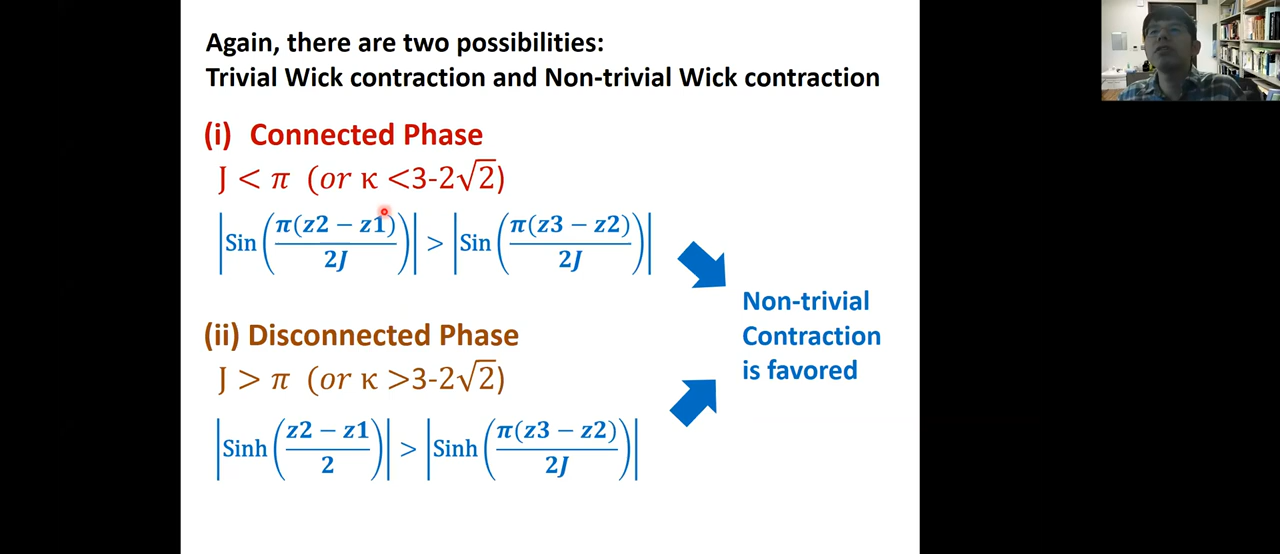 Again, there are two possibilities:
Trivial Wick contraction and Non-trivial Wick contraction
(i) Connected Phase
J < π (or κ <3-2√2)
|Sin(π(z2 − z1)/2J)| > |Sin(π(z3 − z2)/2J)|
Non-trivial
Contraction
is favored
(ii) Disconnected Phase
J > π (or κ >3-2√2)
|Sinh(z2 − z1/2)| > |Sinh(π(z3 − z2)/2J)|